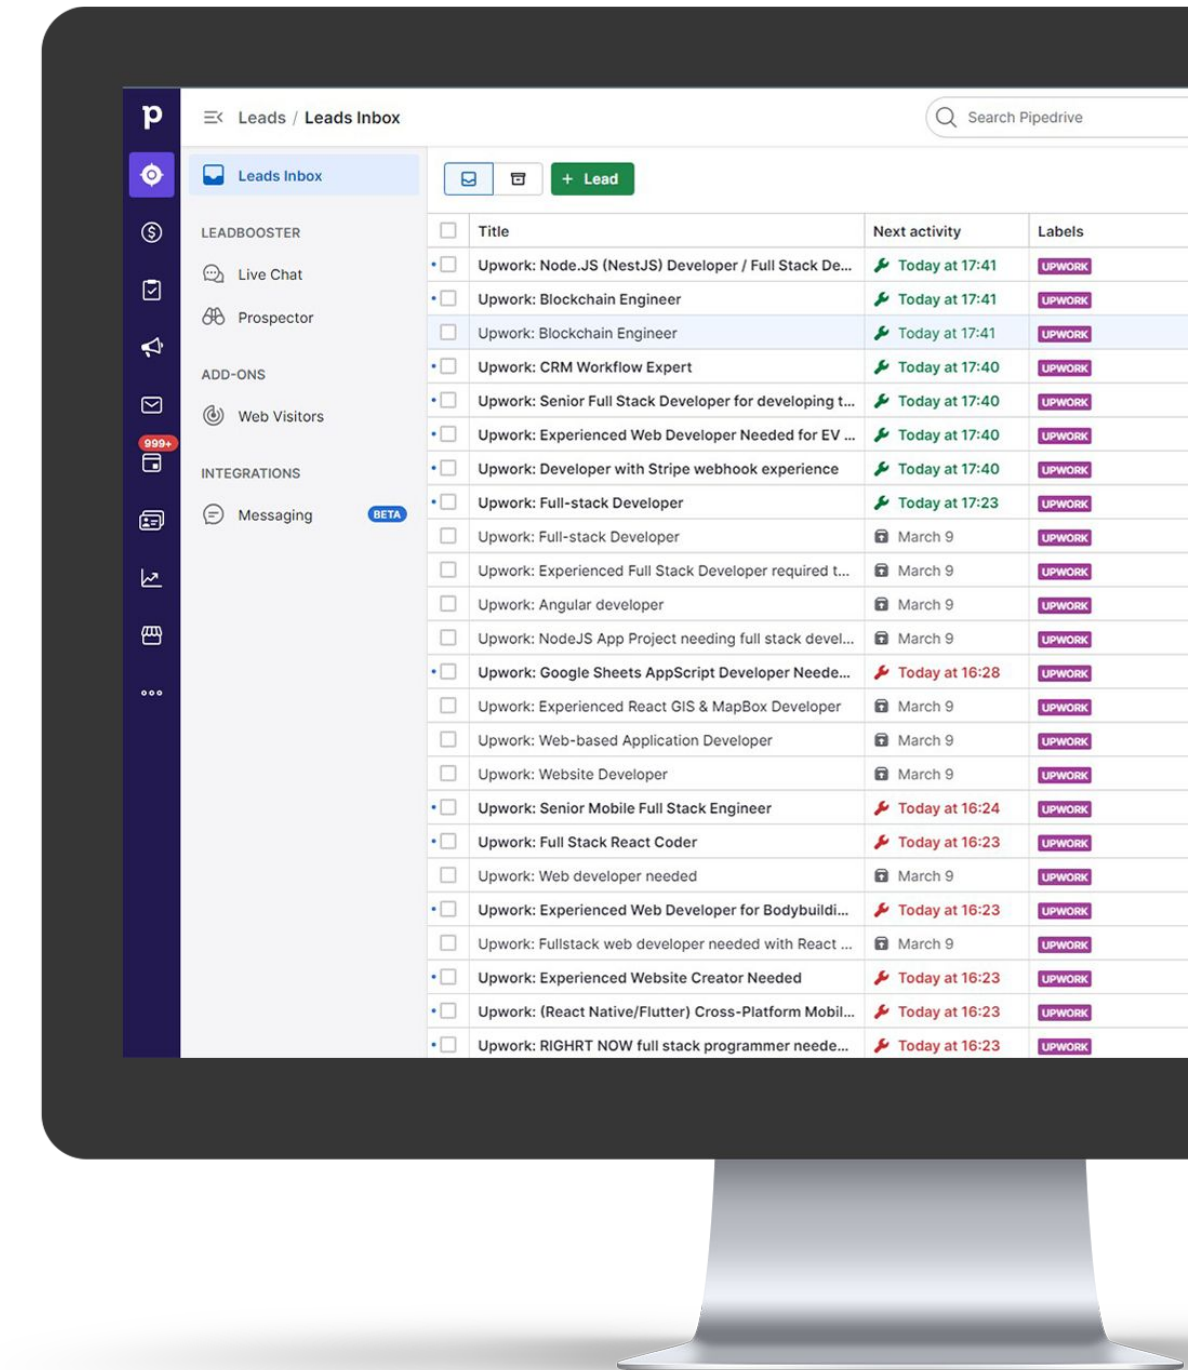 p
Leads / Leads Inbox
Search Pipedrive
Leads Inbox
+ Lead
LEADBOOSTER
Live Chat
Prospector
ADD-ONS
Web Visitors
INTEGRATIONS
Messaging BETA
999+
Title Next activity Labels
Upwork: Node.JS (NestJS) Developer / Full Stack De... Today at 17:41 UPWORK
Upwork: Blockchain Engineer Today at 17:41 UPWORK
Upwork: Blockchain Engineer Today at 17:41 UPWORK
Upwork: CRM Workflow Expert Today at 17:40 UPWORK
Upwork: Senior Full Stack Developer for developing t... Today at 17:40 UPWORK
Upwork: Experienced Web Developer Needed for EV ... Today at 17:40 UPWORK
Upwork: Developer with Stripe webhook experience Today at 17:40 UPWORK
Upwork: Full-stack Developer Today at 17:23 UPWORK
Upwork: Full-stack Developer March 9 UPWORK
Upwork: Experienced Full Stack Developer required t... March 9 UPWORK
Upwork: Angular developer March 9 UPWORK
Upwork: NodeJS App Project needing full stack devel... March 9 UPWORK
Upwork: Google Sheets AppScript Developer Neede... Today at 16:28 UPWORK
Upwork: Experienced React GIS & MapBox Developer March 9 UPWORK
Upwork: Web-based Application Developer March 9 UPWORK
Upwork: Website Developer March 9 UPWORK
Upwork: Senior Mobile Full Stack Engineer Today at 16:24 UPWORK
Upwork: Full Stack React Coder Today at 16:23 UPWORK
Upwork: Web developer needed March 9 UPWORK
Upwork: Experienced Web Developer for Bodybuildi... Today at 16:23 UPWORK
Upwork: Fullstack web developer needed with React ... March 9 UPWORK
Upwork: Experienced Website Creator Needed Today at 16:23 UPWORK
Upwork: (React Native/Flutter) Cross-Platform Mobil... Today at 16:23 UPWORK
Upwork: RIGHRT NOW full stack programmer neede... Today at 16:23 UPWORK